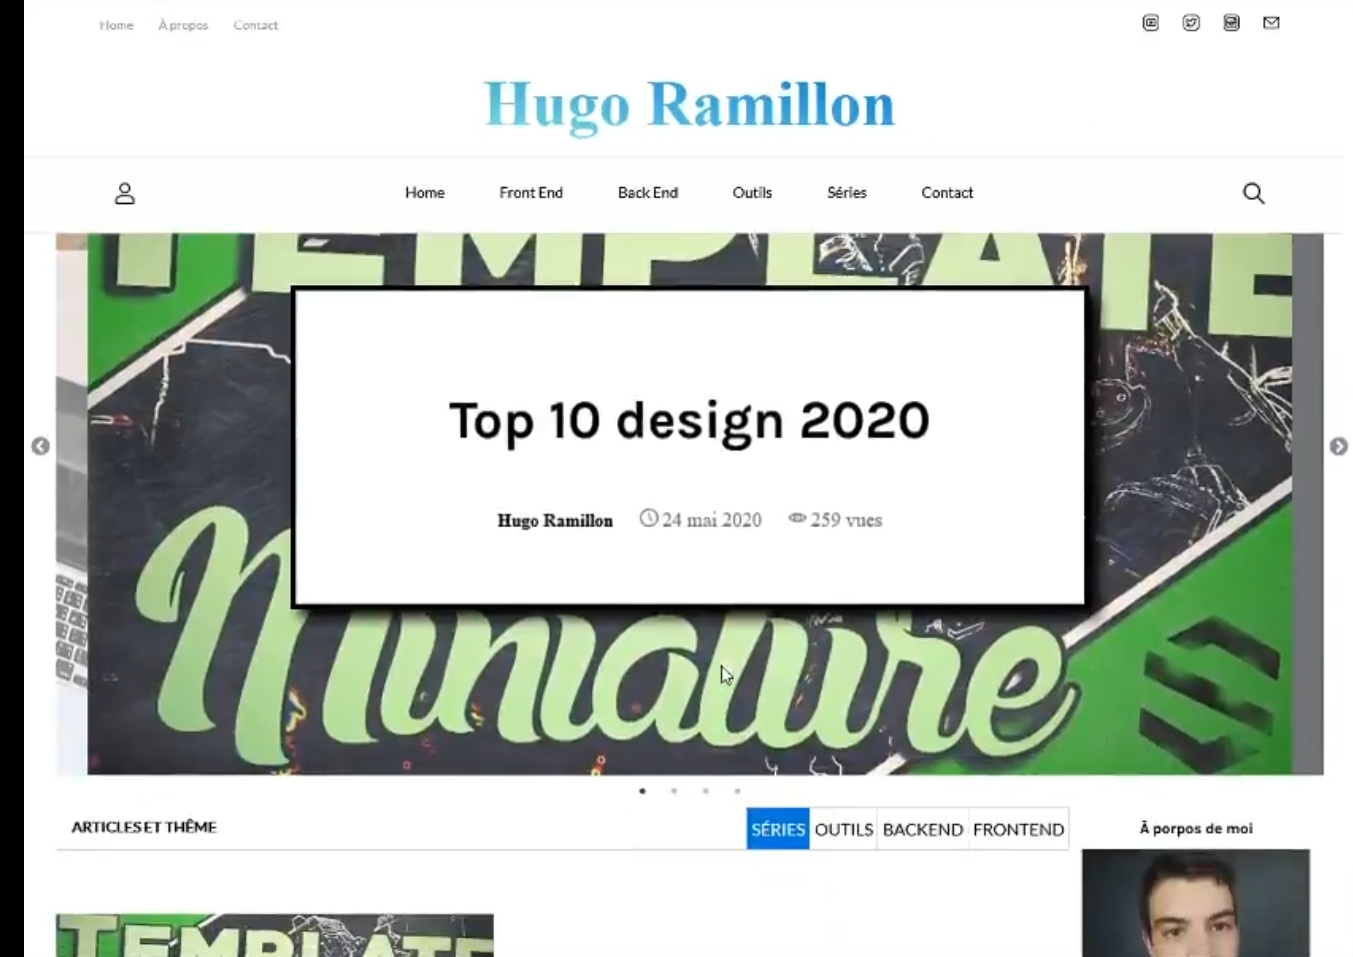 Home À propos Contact
Hugo Ramillon
Home Front End Back End Outils Séries Contact
TEMPLATE
Top 10 design 2020
Hugo Ramillon 24 mai 2020 259 vues
Miniature
ARTICLES ET THÊME
SÉRIES OUTILS BACKEND FRONTEND
À porpos de moi
TEMPLATE